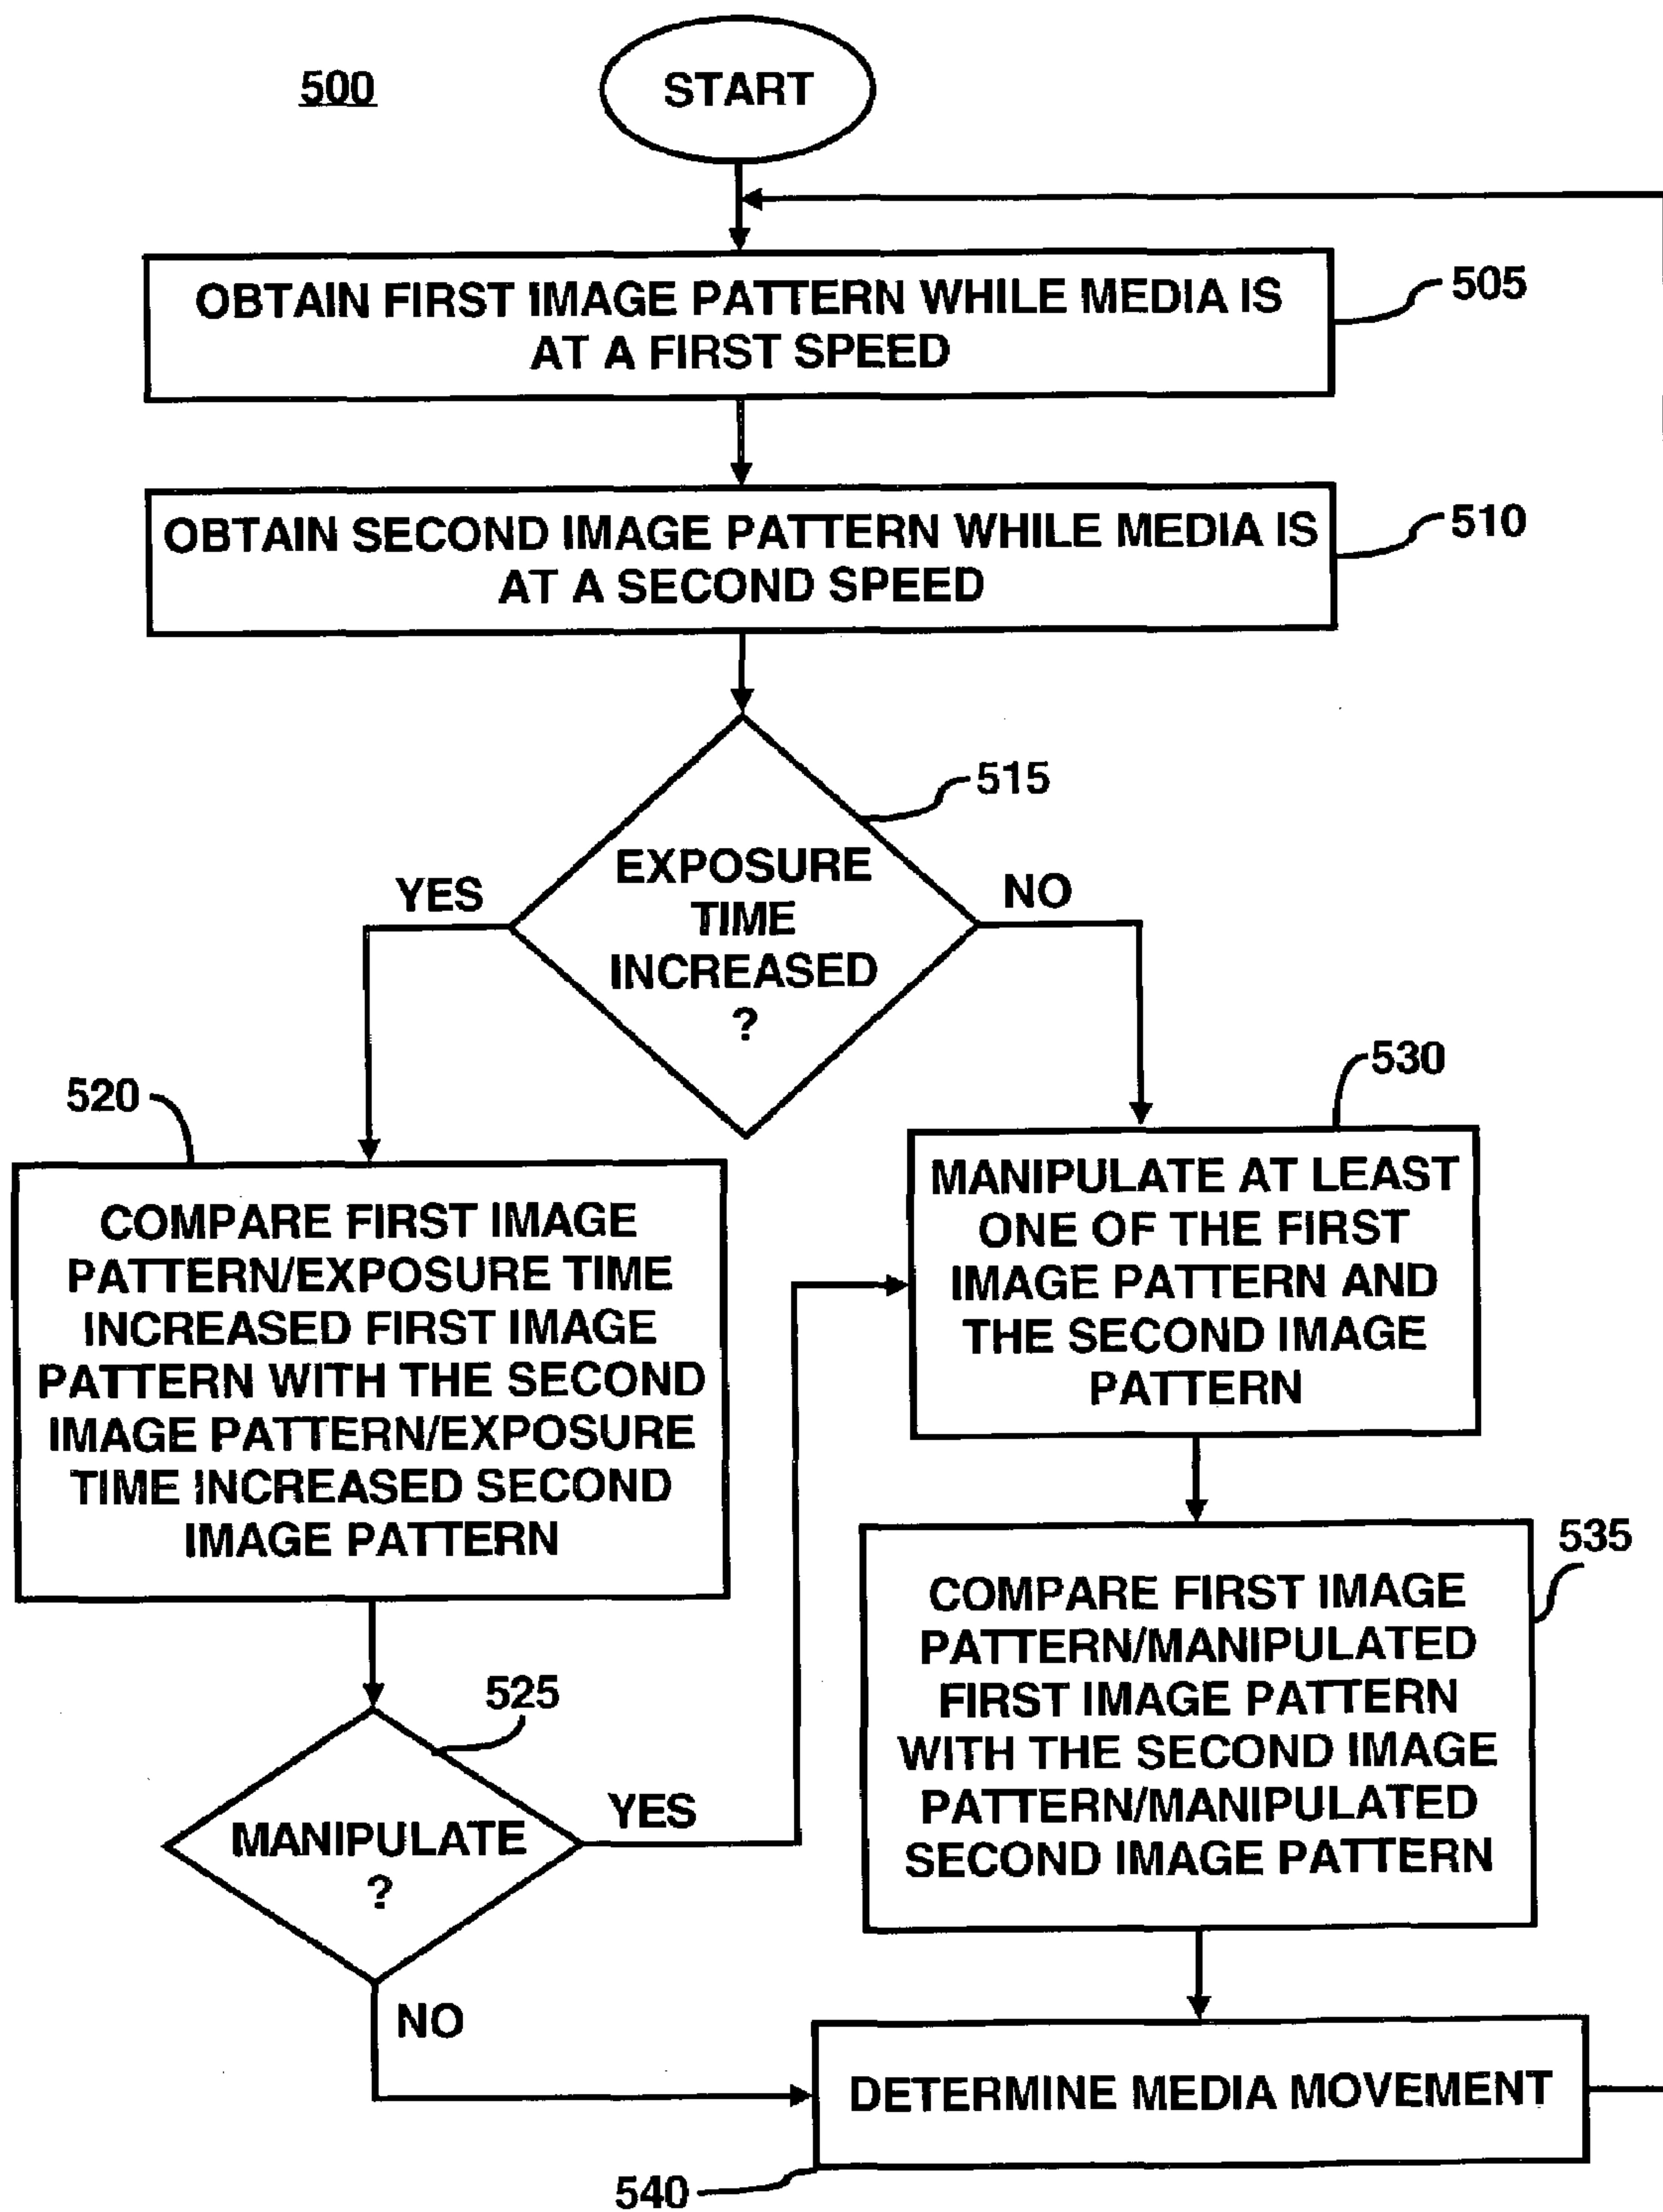 500
START
OBTAIN FIRST IMAGE PATTERN WHILE MEDIA IS
AT A FIRST SPEED
505
OBTAIN SECOND IMAGE PATTERN WHILE MEDIA IS
AT A SECOND SPEED
510
515
EXPOSURE
TIME
INCREASED
?
YES
NO
520
COMPARE FIRST IMAGE
PATTERN/EXPOSURE TIME
INCREASED FIRST IMAGE
PATTERN WITH THE SECOND
IMAGE PATTERN/EXPOSURE
TIME INCREASED SECOND
IMAGE PATTERN
530
MANIPULATE AT LEAST
ONE OF THE FIRST
IMAGE PATTERN AND
THE SECOND IMAGE
PATTERN
525
MANIPULATE
?
YES
NO
535
COMPARE FIRST IMAGE
PATTERN/MANIPULATED
FIRST IMAGE PATTERN
WITH THE SECOND IMAGE
PATTERN/MANIPULATED
SECOND IMAGE PATTERN
DETERMINE MEDIA MOVEMENT
540